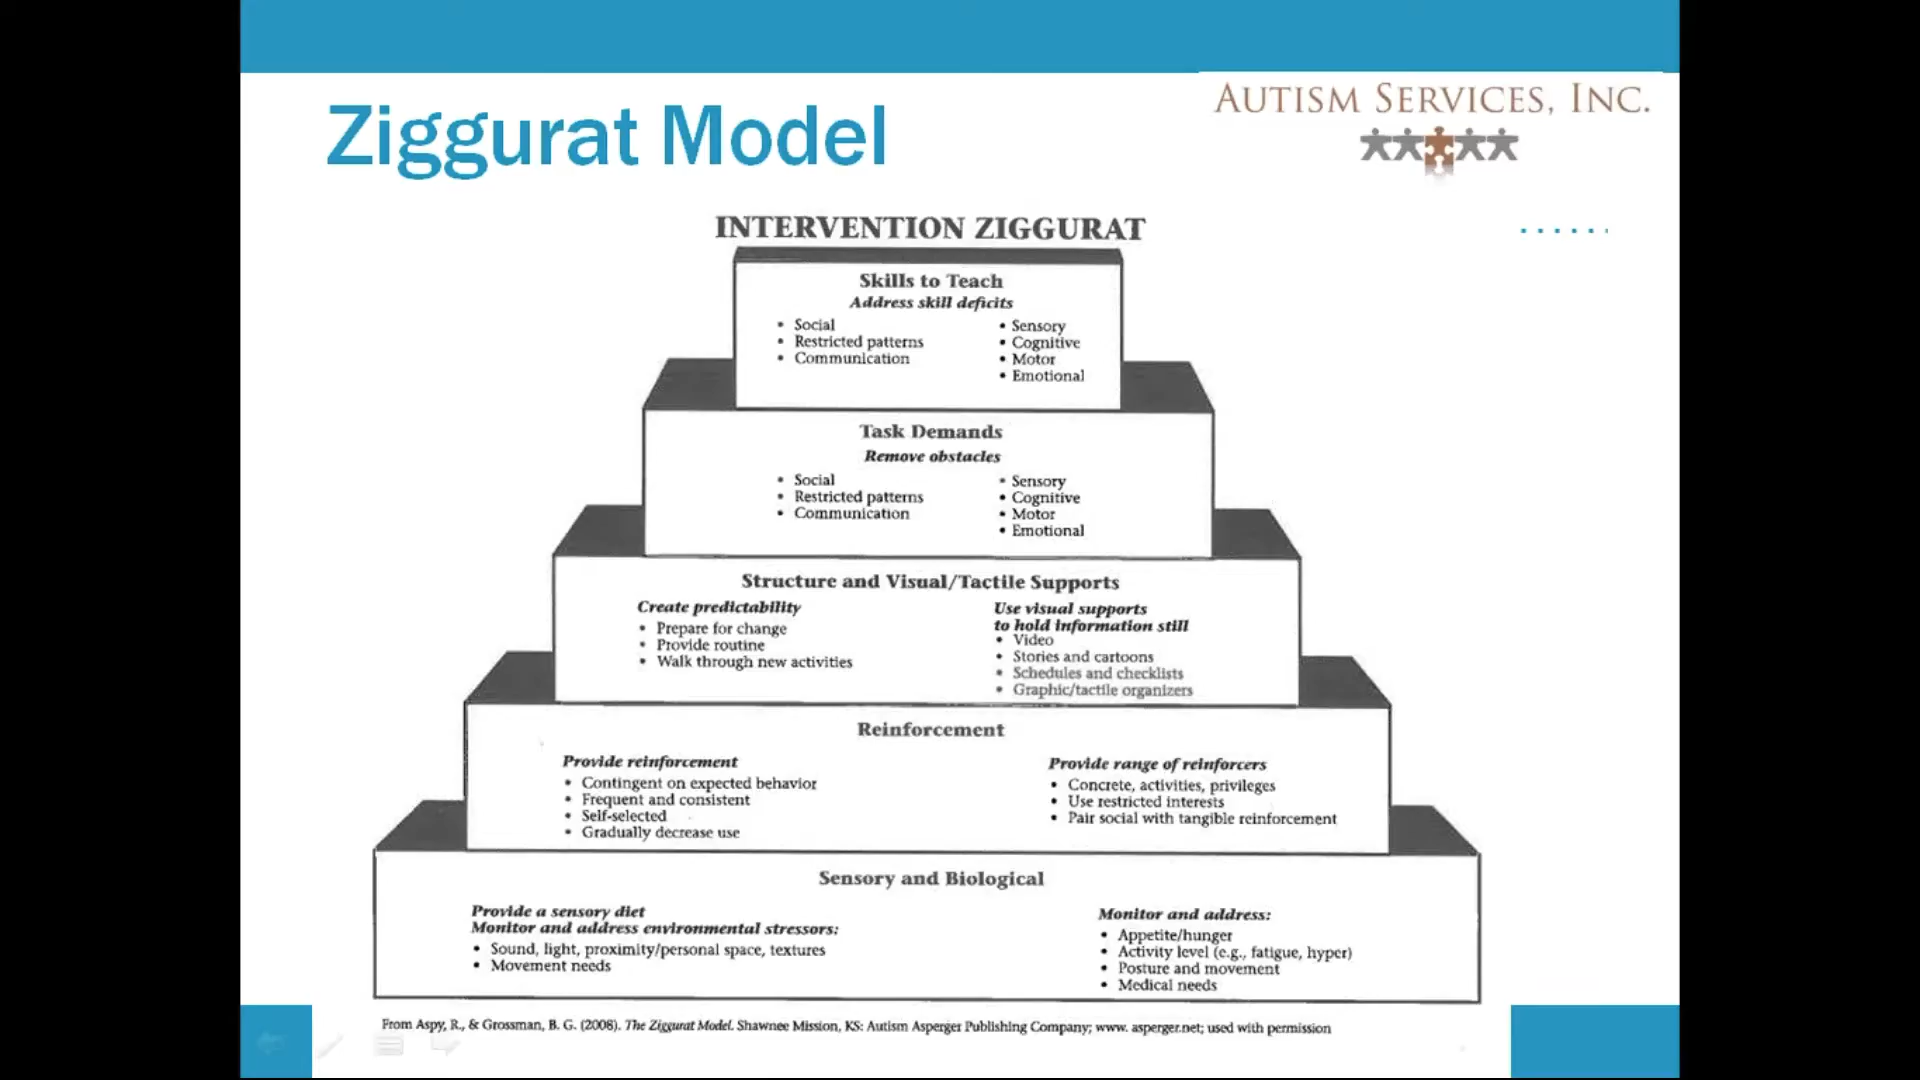 Ziggurat Model
AUTISM SERVICES, INC.
INTERVENTION ZIGGURAT
Skills to Teach
Address skill deficits
• Social
• Restricted patterns
• Communication
• Sensory
• Cognitive
• Motor
• Emotional
Task Demands
Remove obstacles
• Social
• Restricted patterns
• Communication
• Sensory
• Cognitive
• Motor
• Emotional
Structure and Visual/Tactile Supports
Create predictability
• Prepare for change
• Provide routine
• Walk through new activities
Use visual supports
to hold information still
• Video
• Stories and cartoons
• Schedules and checklists
• Graphic/tactile organizers
Reinforcement
Provide reinforcement
• Contingent on expected behavior
• Frequent and consistent
• Self-selected
• Gradually decrease use
Provide range of reinforcers
• Concrete, activities, privileges
• Use restricted interests
• Pair social with tangible reinforcement
Sensory and Biological
Provide a sensory diet
Monitor and address environmental stressors:
• Sound, light, proximity/personal space, textures
• Movement needs
Monitor and address:
• Appetite/hunger
• Activity level (e.g., fatigue, hyper)
• Posture and movement
• Medical needs
From Aspy, R., & Grossman, B. G. (2008). The Ziggurat Model. Shawnee Mission, KS: Autism Asperger Publishing Company; www. asperger.net; used with permission